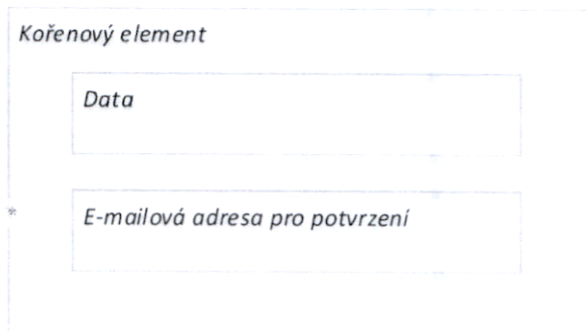 Kořenový element
Data
* E-mailová adresa pro potvrzení